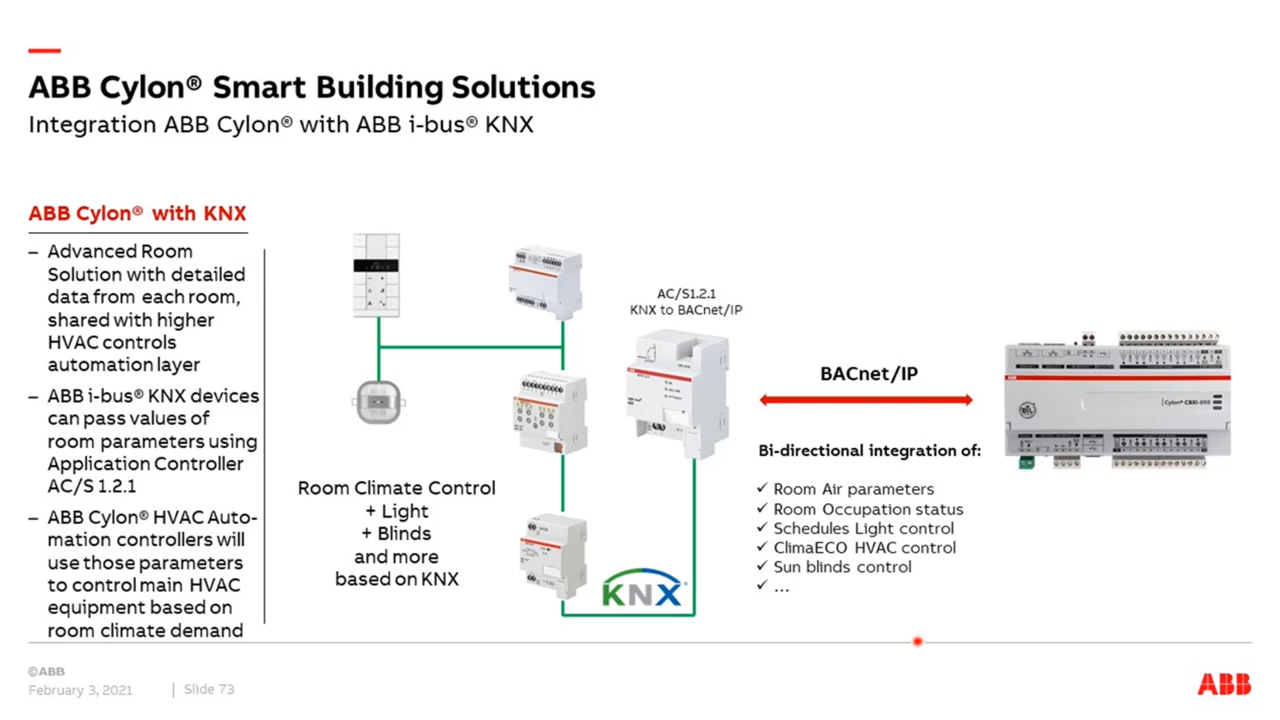 ABB Cylon® Smart Building Solutions
Integration ABB Cylon® with ABB i-bus® KNX
ABB Cylon® with KNX
– Advanced Room
Solution with detailed
data from each room,
shared with higher
HVAC controls
automation layer
– ABB i-bus® KNX devices
can pass values of
room parameters using
Application Controller
AC/S 1.2.1
– ABB Cylon® HVAC Auto-
mation controllers will
use those parameters
to control main HVAC
equipment based on
room climate demand
Room Climate Control
+ Light
+ Blinds
and more
based on KNX
AC/S1.2.1
KNX to BACnet/IP
KNX
BACnet/IP
Bi-directional integration of:
✓ Room Air parameters
✓ Room Occupation status
✓ Schedules Light control
✓ ClimaECO HVAC control
✓ Sun blinds control
✓ ...
ABB
Cylon® CBXi-8R8
©ABB
February 3, 2021 | Slide 73
ABB